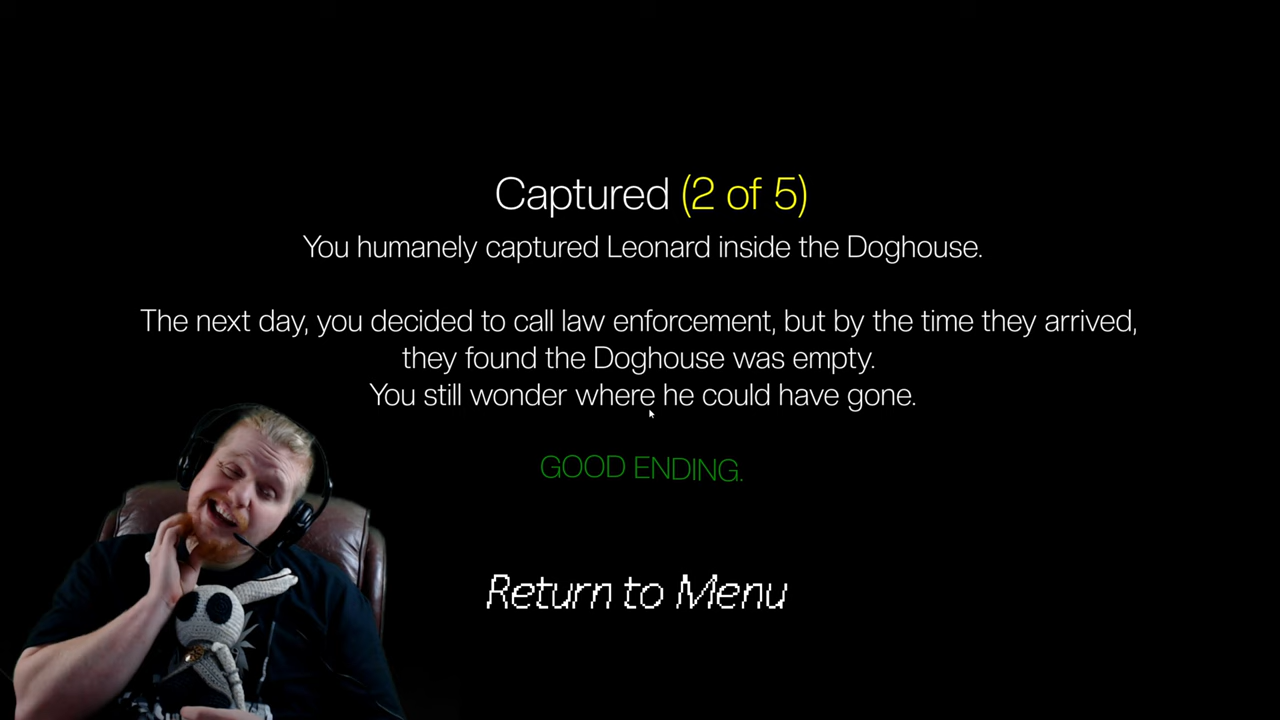 Captured (2 of 5)
You humanely captured Leonard inside the Doghouse.
The next day, you decided to call law enforcement, but by the time they arrived,
they found the Doghouse was empty.
You still wonder where he could have gone.
GOOD ENDING.
Return to Menu